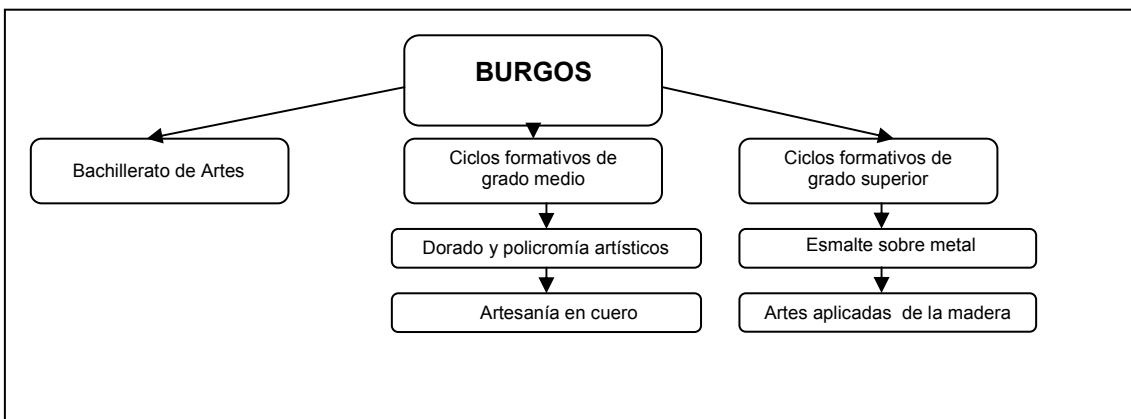 BURGOS
Bachillerato de Artes
Ciclos formativos de
grado medio
Ciclos formativos de
grado superior
Dorado y policromía artísticos
Esmalte sobre metal
Artesanía en cuero
Artes aplicadas de la madera